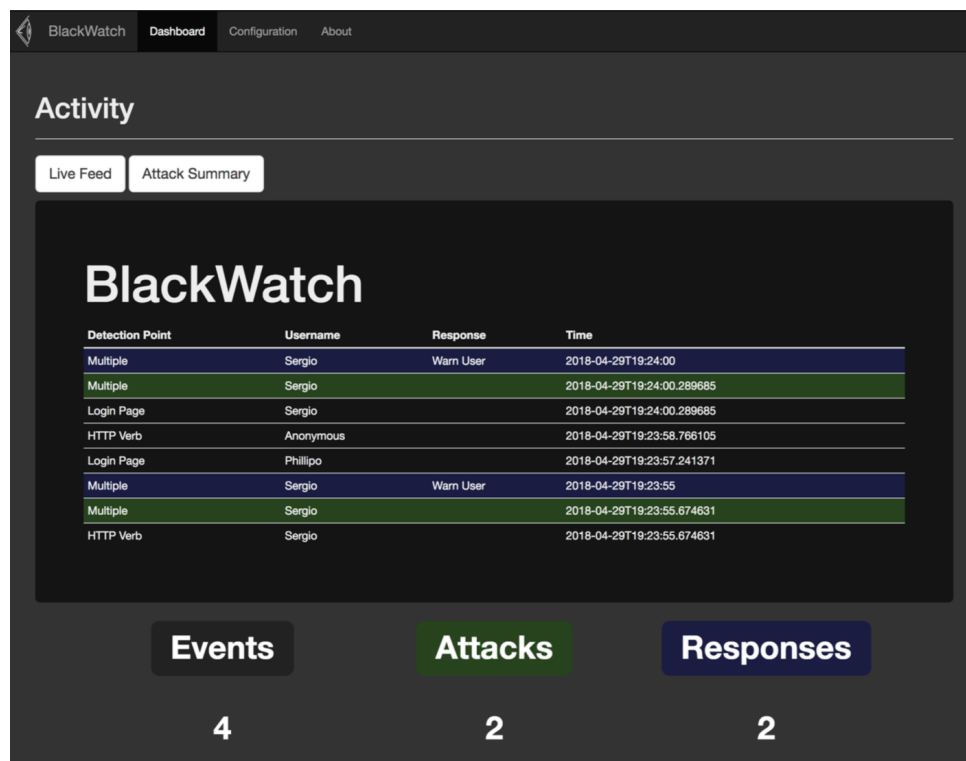 BlackWatch Dashboard Configuration About
Activity
Live Feed Attack Summary
BlackWatch
Detection Point Username Response Time
Multiple Sergio Warn User 2018-04-29T19:24:00
Multiple Sergio 2018-04-29T19:24:00.289685
Login Page Sergio 2018-04-29T19:24:00.289685
HTTP Verb Anonymous 2018-04-29T19:23:58.766105
Login Page Phillipo 2018-04-29T19:23:57.241371
Multiple Sergio Warn User 2018-04-29T19:23:55
Multiple Sergio 2018-04-29T19:23:55.674631
HTTP Verb Sergio 2018-04-29T19:23:55.674631
Events Attacks Responses
4 2 2